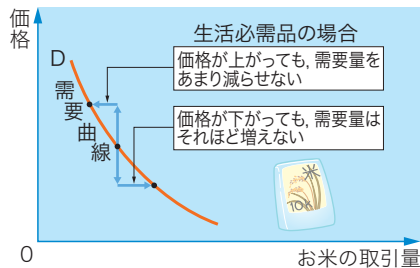 価格
生活必需品の場合
D
需要曲線
価格が上がっても，需要量を
あまり減らせない
価格が下がっても，需要量は
それほど増えない
米
10K
0
お米の取引量